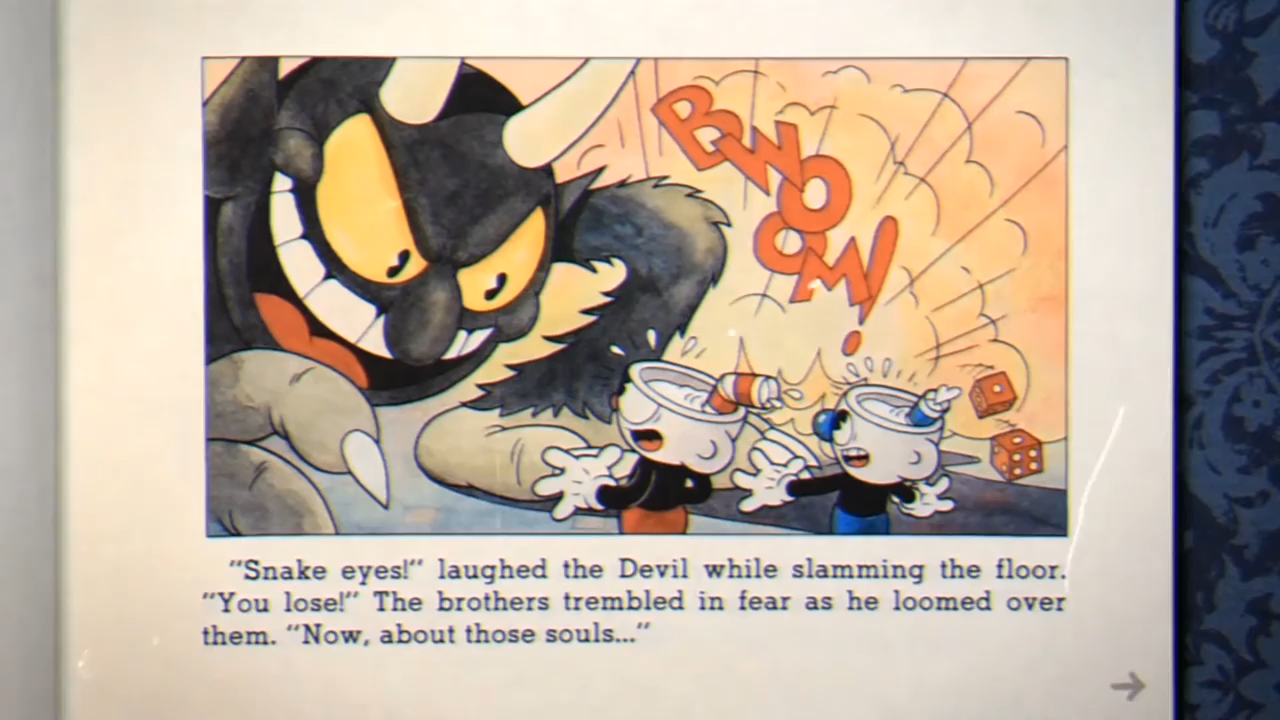 BWOOM!
“Snake eyes!“ laughed the Devil while slamming the floor.
“You lose!“ The brothers trembled in fear as he loomed over
them. “Now, about those souls...“